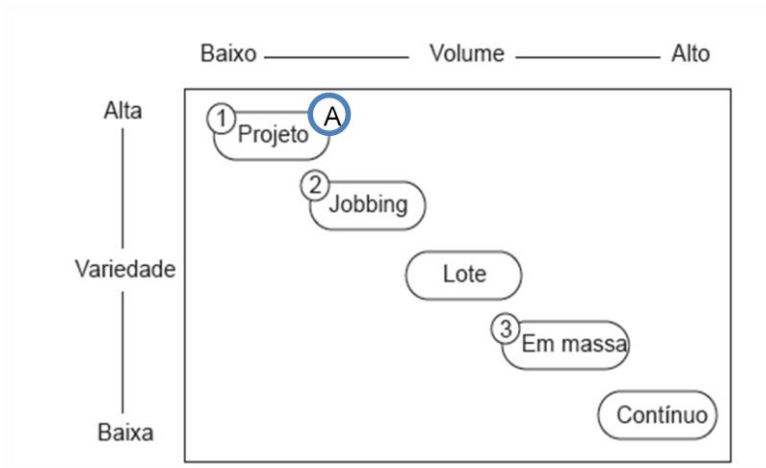 Baixo Volume Alto
Alta
1 Projeto A
2 Jobbing
Variedade
Lote
3 Em massa
Contínuo
Baixa